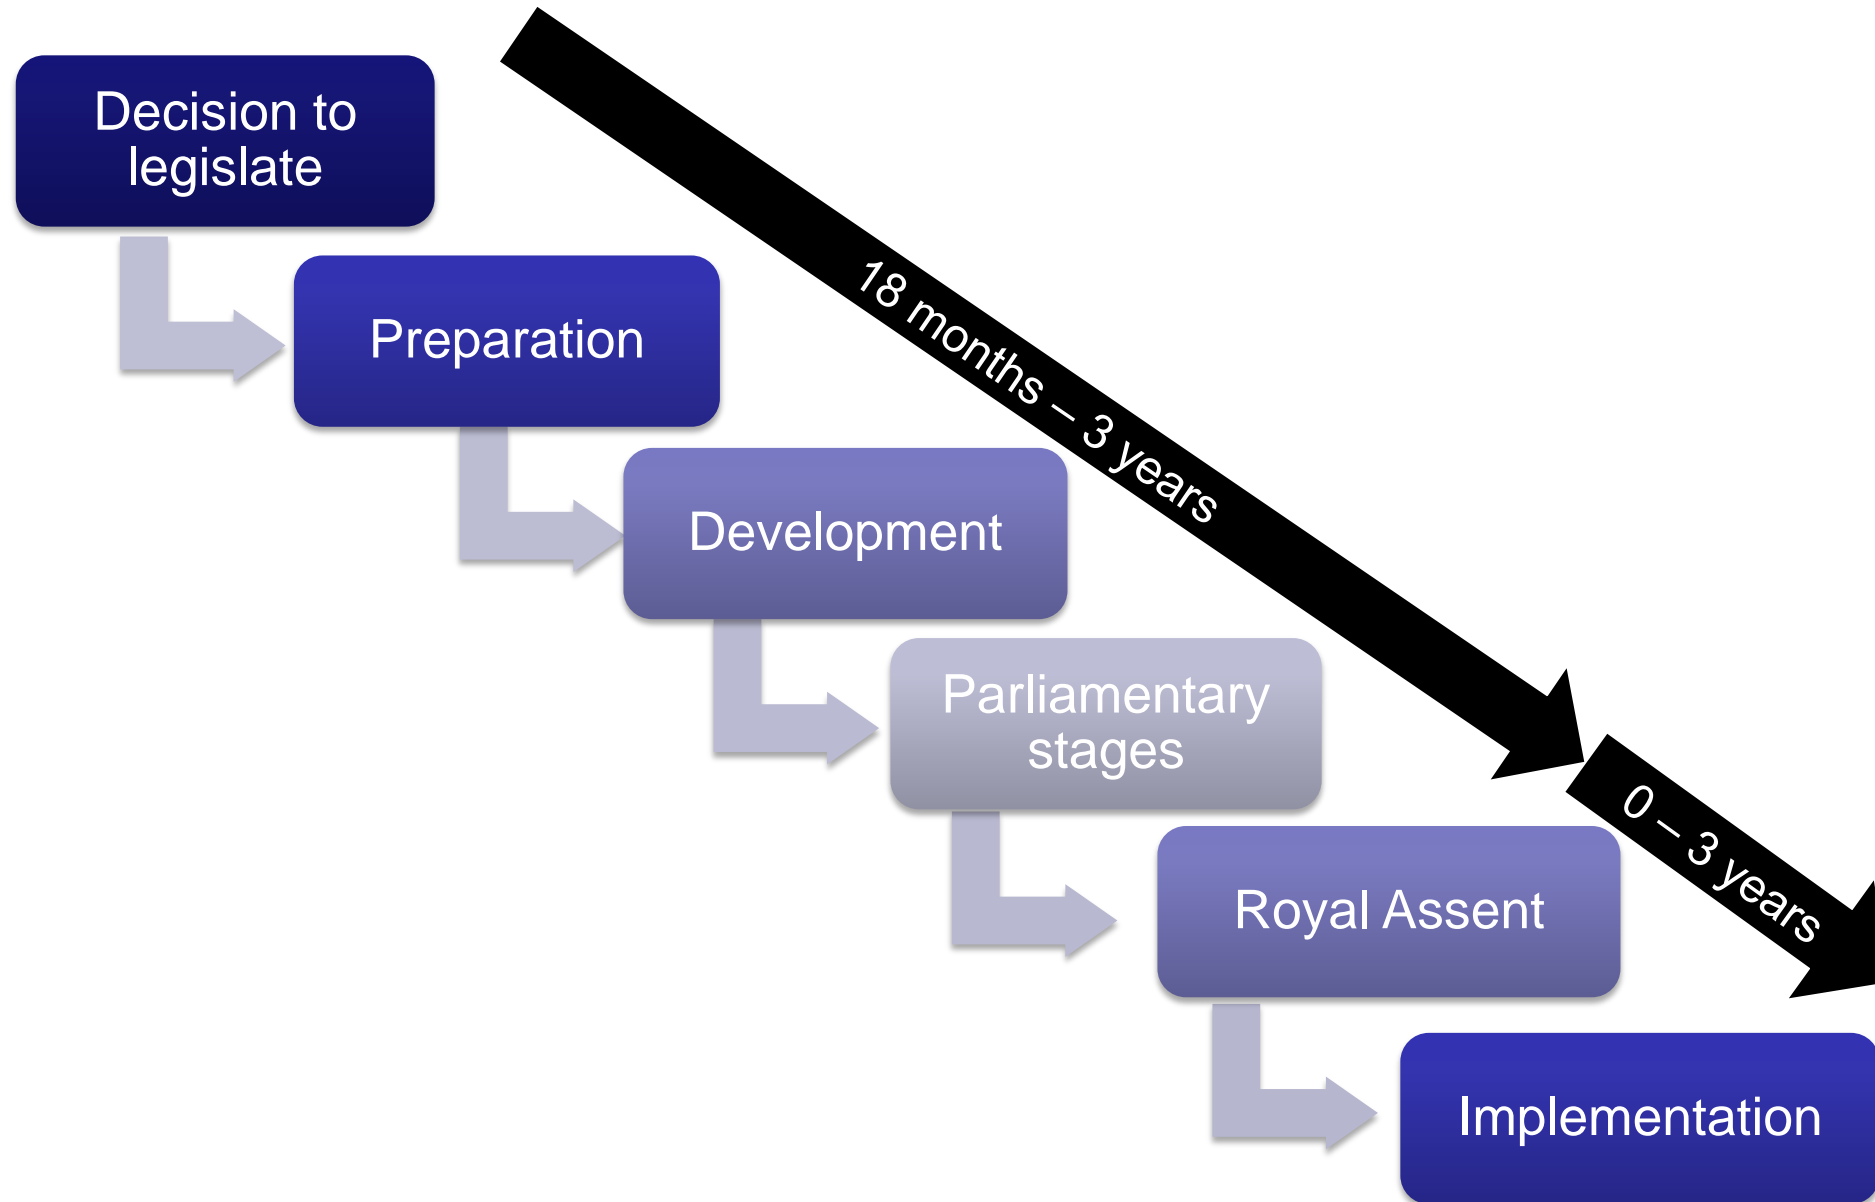 Decision to
legislate
Preparation
18 months – 3 years
Development
Parliamentary
stages
0 – 3 years
Royal Assent
Implementation